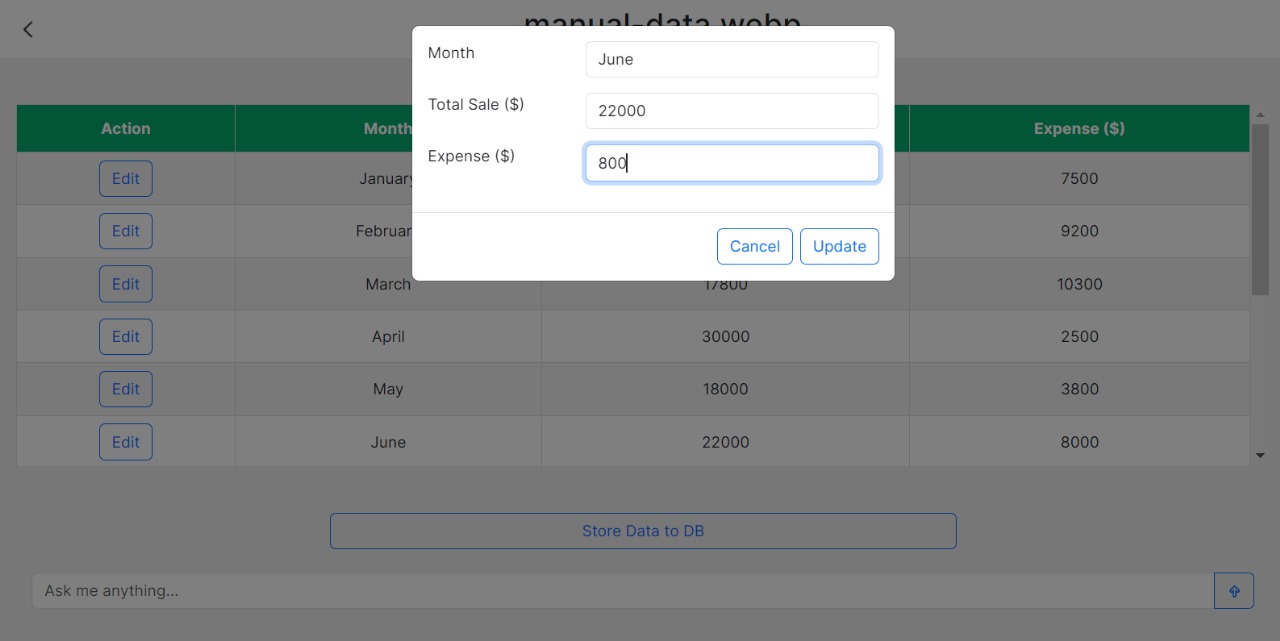 manual-data.webp
Month June
Total Sale ($) 22000
Expense ($) 800
Cancel Update
Action Month Expense ($)
Edit January 7500
Edit 9200
Edit March 17800 10300
Edit April 30000 2500
Edit May 18000 3800
Edit June 22000 8000
Store Data to DB
Ask me anything...